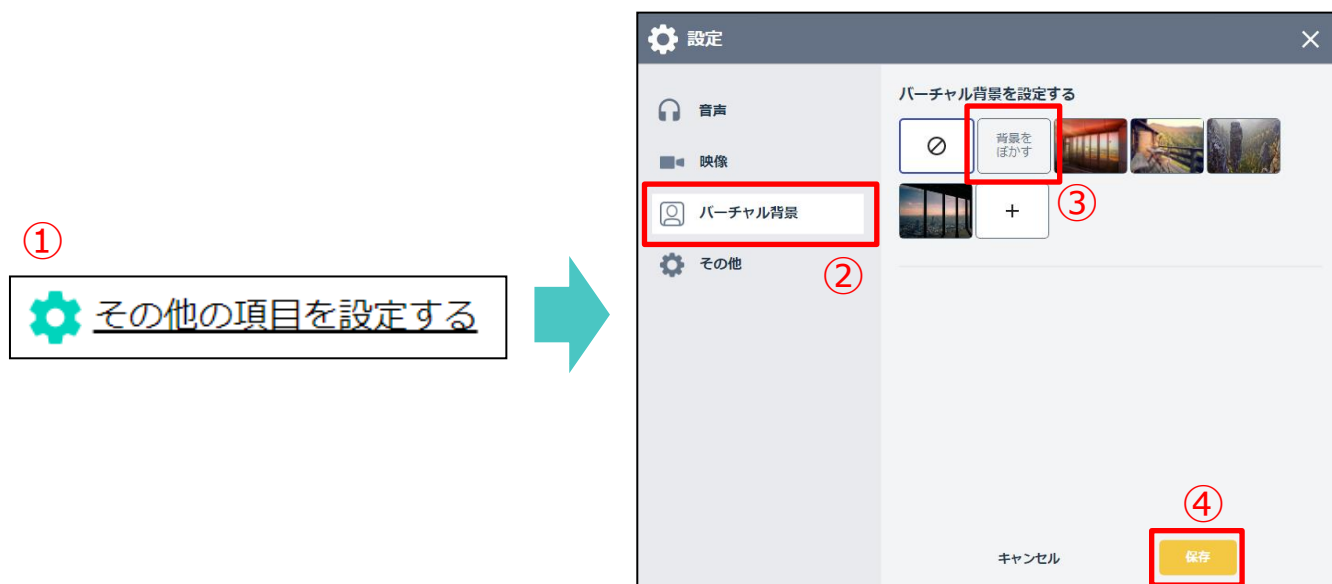 ①
その他の項目を設定する
設定
音声
映像
バーチャル背景
その他
②
バーチャル背景を設定する
背景を
ぼかす
③
+
④
キャンセル
保存